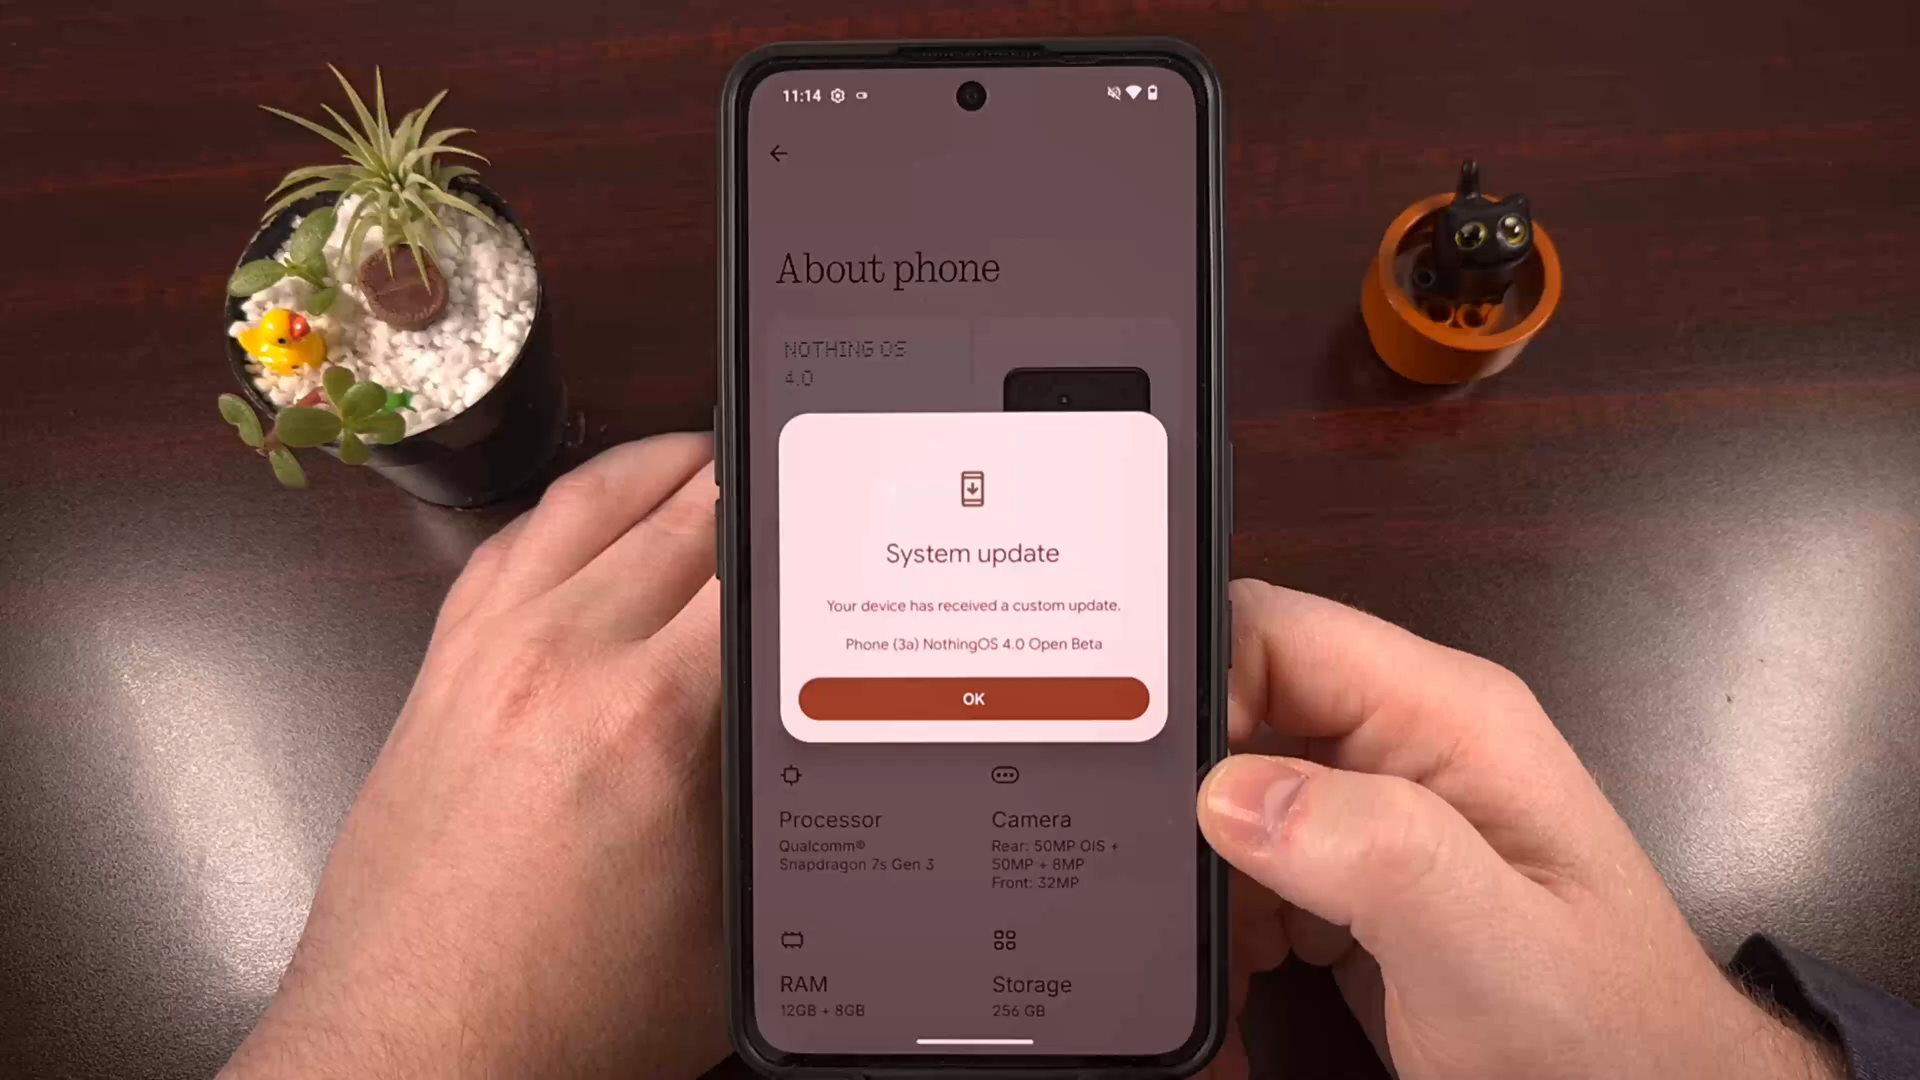 11:14
About phone
NOTHING OS
4.0
System update
Your device has received a custom update.
Phone (3a) NothingOS 4.0 Open Beta
OK
Processor
Qualcomm®
Snapdragon 7s Gen 3
Camera
Rear: 50MP OIS +
50MP + 8MP
Front: 32MP
RAM
12GB + 8GB
Storage
256 GB